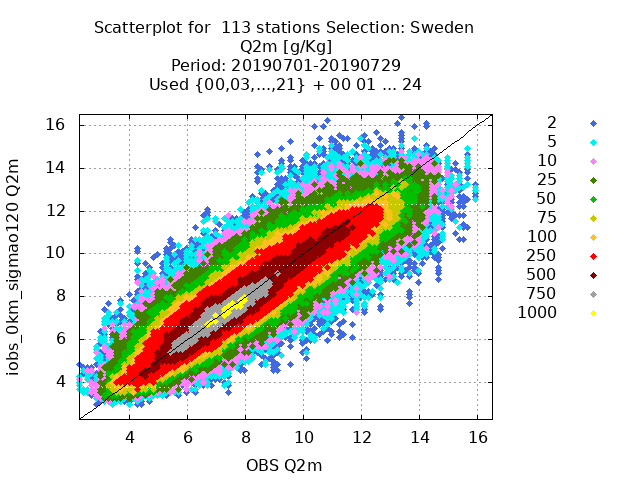 Scatterplot for  113 stations Selection: Sweden
Q2m [g/Kg]
Period: 20190701-20190729
Used {00,03,...,21} + 00 01 ... 24
iobs_0km_sigmao120 Q2m
16
14
12
10
8
6
4
4 6 8 10 12 14 16
OBS Q2m
2
5
10
25
50
75
100
250
500
750
1000